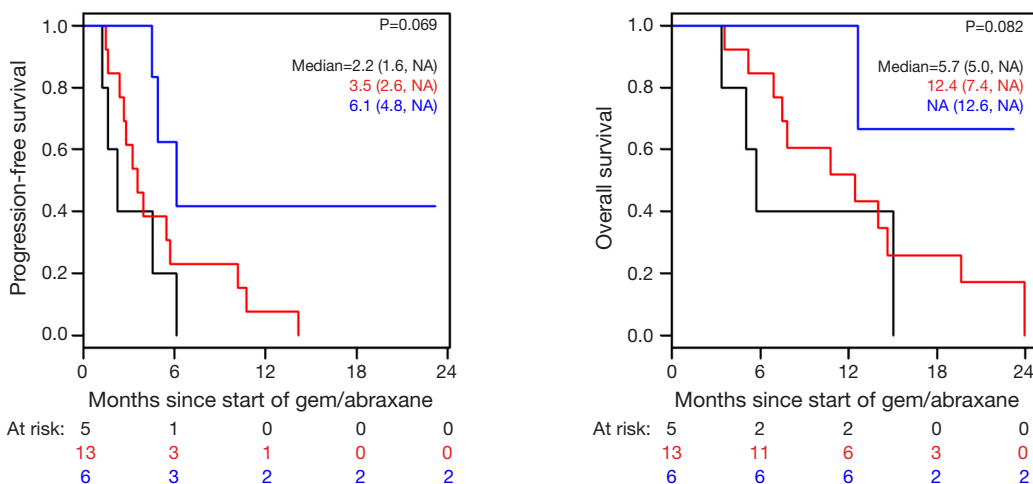 P=0.069
Median=2.2 (1.6, NA)
3.5 (2.6, NA)
6.1 (4.8, NA)
Progression-free survival
1.0
0.8
0.6
0.4
0.2
0.0
0 6 12 18 24
Months since start of gem/abraxane
At risk: 5 1 0 0 0
13 3 1 0 0
6 3 2 2 2
P=0.082
Median=5.7 (5.0, NA)
12.4 (7.4, NA)
NA (12.6, NA)
Overall survival
1.0
0.8
0.6
0.4
0.2
0.0
0 6 12 18 24
Months since start of gem/abraxane
At risk: 5 2 2 0 0
13 11 6 3 0
6 6 6 2 2